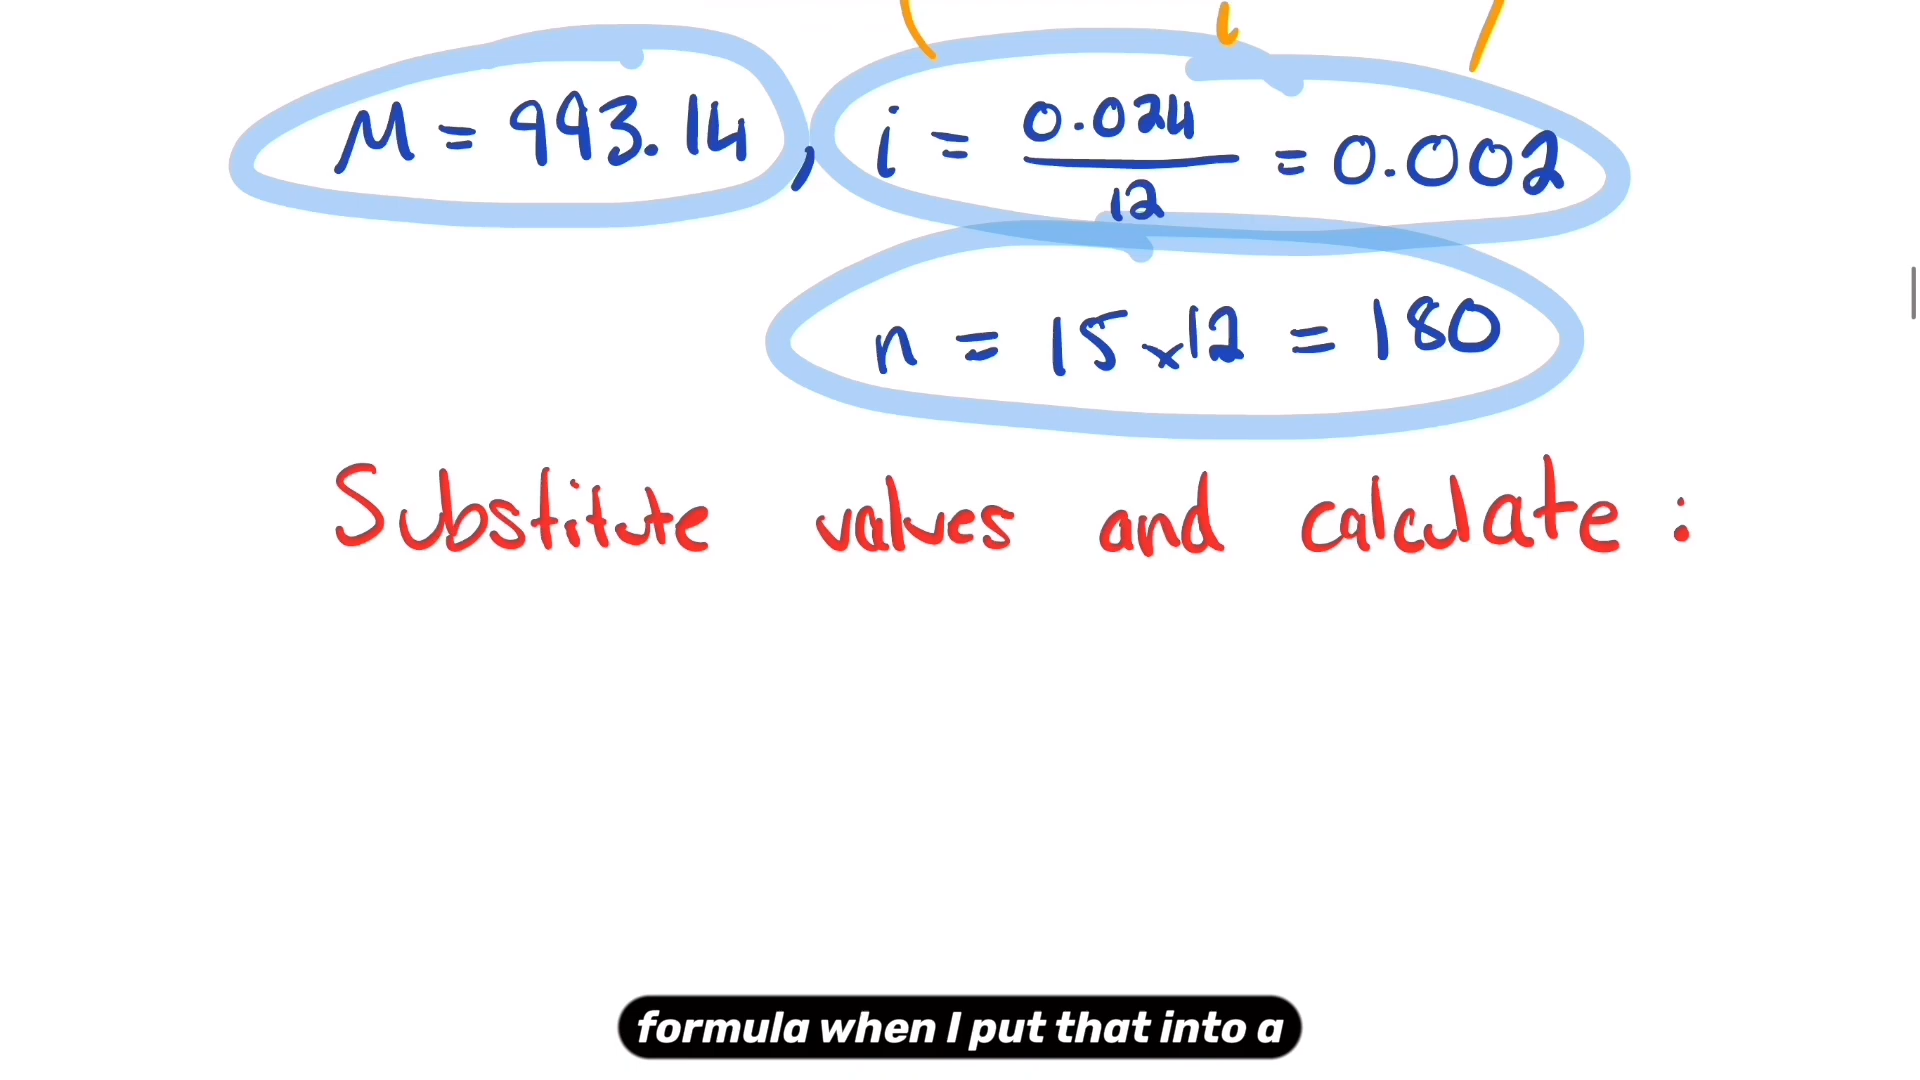 M = 993.14 , i = 0.024 / 12 = 0.002
n = 15 x 12 = 180
Substitute values and calculate :
formula when I put that into a